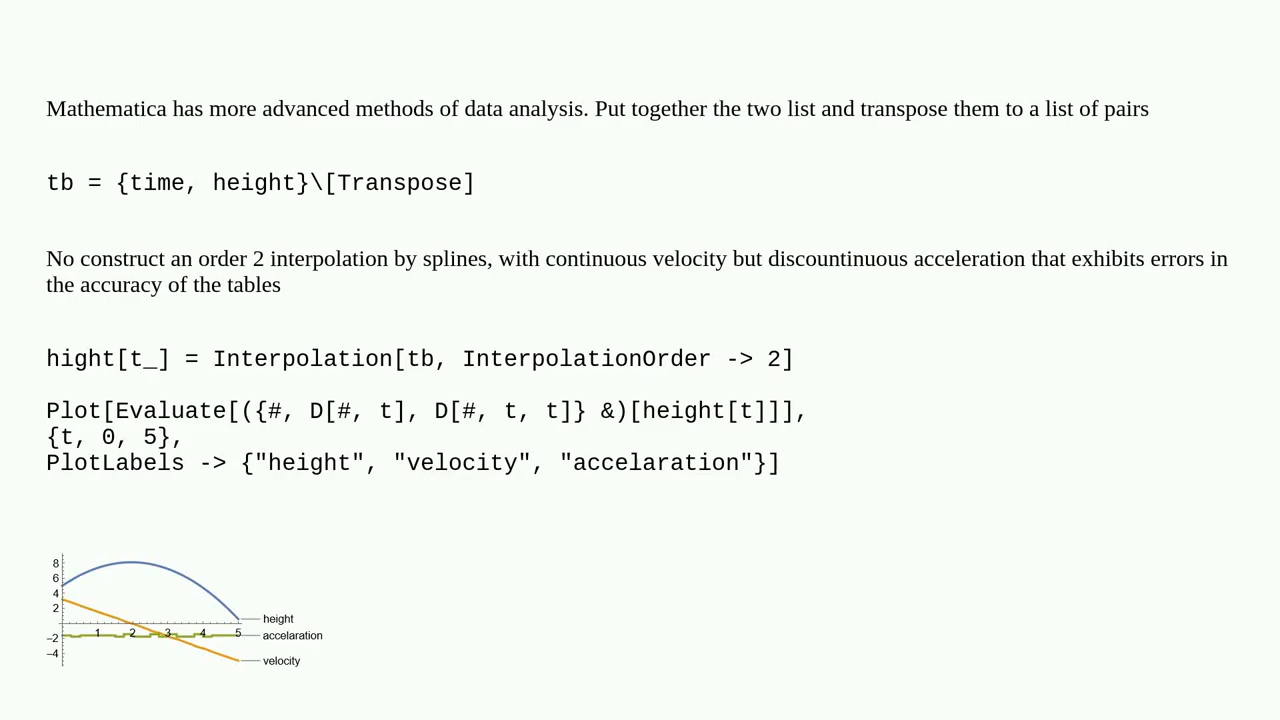 Mathematica has more advanced methods of data analysis. Put together the two list and transpose them to a list of pairs
tb = {time, height}\[Transpose]
No construct an order 2 interpolation by splines, with continuous velocity but discountinuous acceleration that exhibits errors in
the accuracy of the tables
hight[t_] = Interpolation[tb, InterpolationOrder -> 2]
Plot[Evaluate[({#, D[#, t], D[#, t, t]} &)[height[t]]],
{t, 0, 5},
PlotLabels -> {"height", "velocity", "accelaration"}]
8
6
4
2
-2
-4
1 2 3 4 5
height
accelaration
velocity